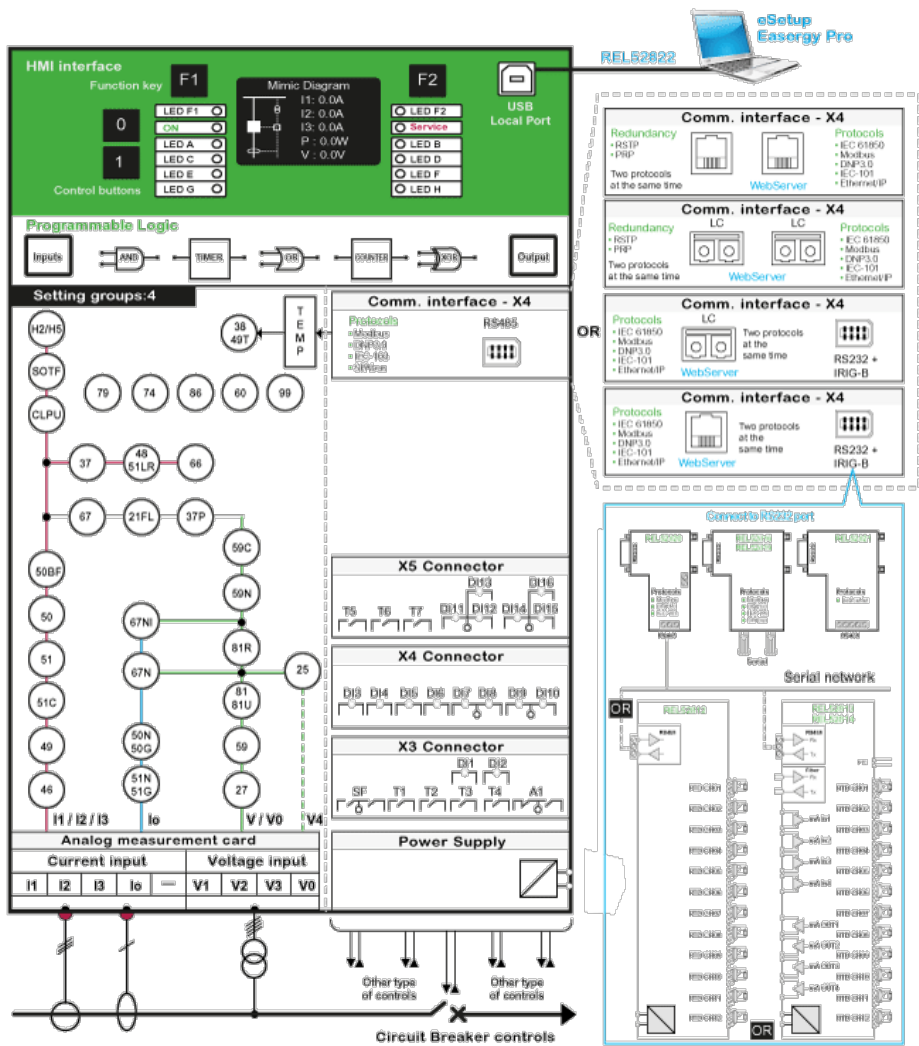 eSetup
Easergy Pro
REL52822
HMI interface
Function key
F1
F2
USB
Local Port
Mimic Diagram
I1: 0.0A
I2: 0.0A
I3: 0.0A
P : 0.0W
V : 0.0V
0
1
Control buttons
LED F1
ON
LED A
LED C
LED E
LED G
LED F2
Service
LED B
LED D
LED F
LED H
Programmable Logic
Inputs
AND
TIMER
OR
COUNTER
XOR
Output
Setting groups:4
H2/H5
SOTF
CLPU
38
49T
TEMP
79
74
86
60
99
37
48
51LR
66
67
21FL
37P
59C
50BF
59N
50
67NI
81R
51
67N
25
51C
81
81U
49
50N
50G
59
46
51N
51G
27
I1 / I2 / I3
Io
V / V0
V4
Analog measurement card
Current input
Voltage input
I1 I2 I3 Io — V1 V2 V3 V0
Comm. interface - X4
Protocols
• Modbus
• DNP3.0
• IEC-103
RS485
X5 Connector
DI13 DI16
T5 T6 T7 DI11 DI12 DI14 DI15
X4 Connector
DI3 DI4 DI5 DI6 DI7 DI8 DI9 DI10
X3 Connector
DI1 DI2
SF T1 T2 T3 T4 A1
Power Supply
Other type
of controls
Other type
of controls
Circuit Breaker controls
OR
Comm. interface - X4
Redundancy
• RSTP
• PRP
Two protocols
at the same time
WebServer
Protocols
• IEC 61850
• Modbus
• DNP3.0
• IEC-101
• Ethernet/IP
Comm. interface - X4
LC LC
Redundancy
• RSTP
• PRP
Two protocols
at the same time
WebServer
Protocols
• IEC 61850
• Modbus
• DNP3.0
• IEC-101
• Ethernet/IP
Comm. interface - X4
LC
Protocols
• IEC 61850
• Modbus
• DNP3.0
• IEC-101
• Ethernet/IP
WebServer
Two protocols
at the
same time
RS232 +
IRIG-B
Comm. interface - X4
Protocols
• IEC 61850
• Modbus
• DNP3.0
• IEC-101
• Ethernet/IP
WebServer
Two protocols
at the
same time
RS232 +
IRIG-B
Connect to RS232 port
Protocols
Protocols
Serial
Serial network
OR
OR